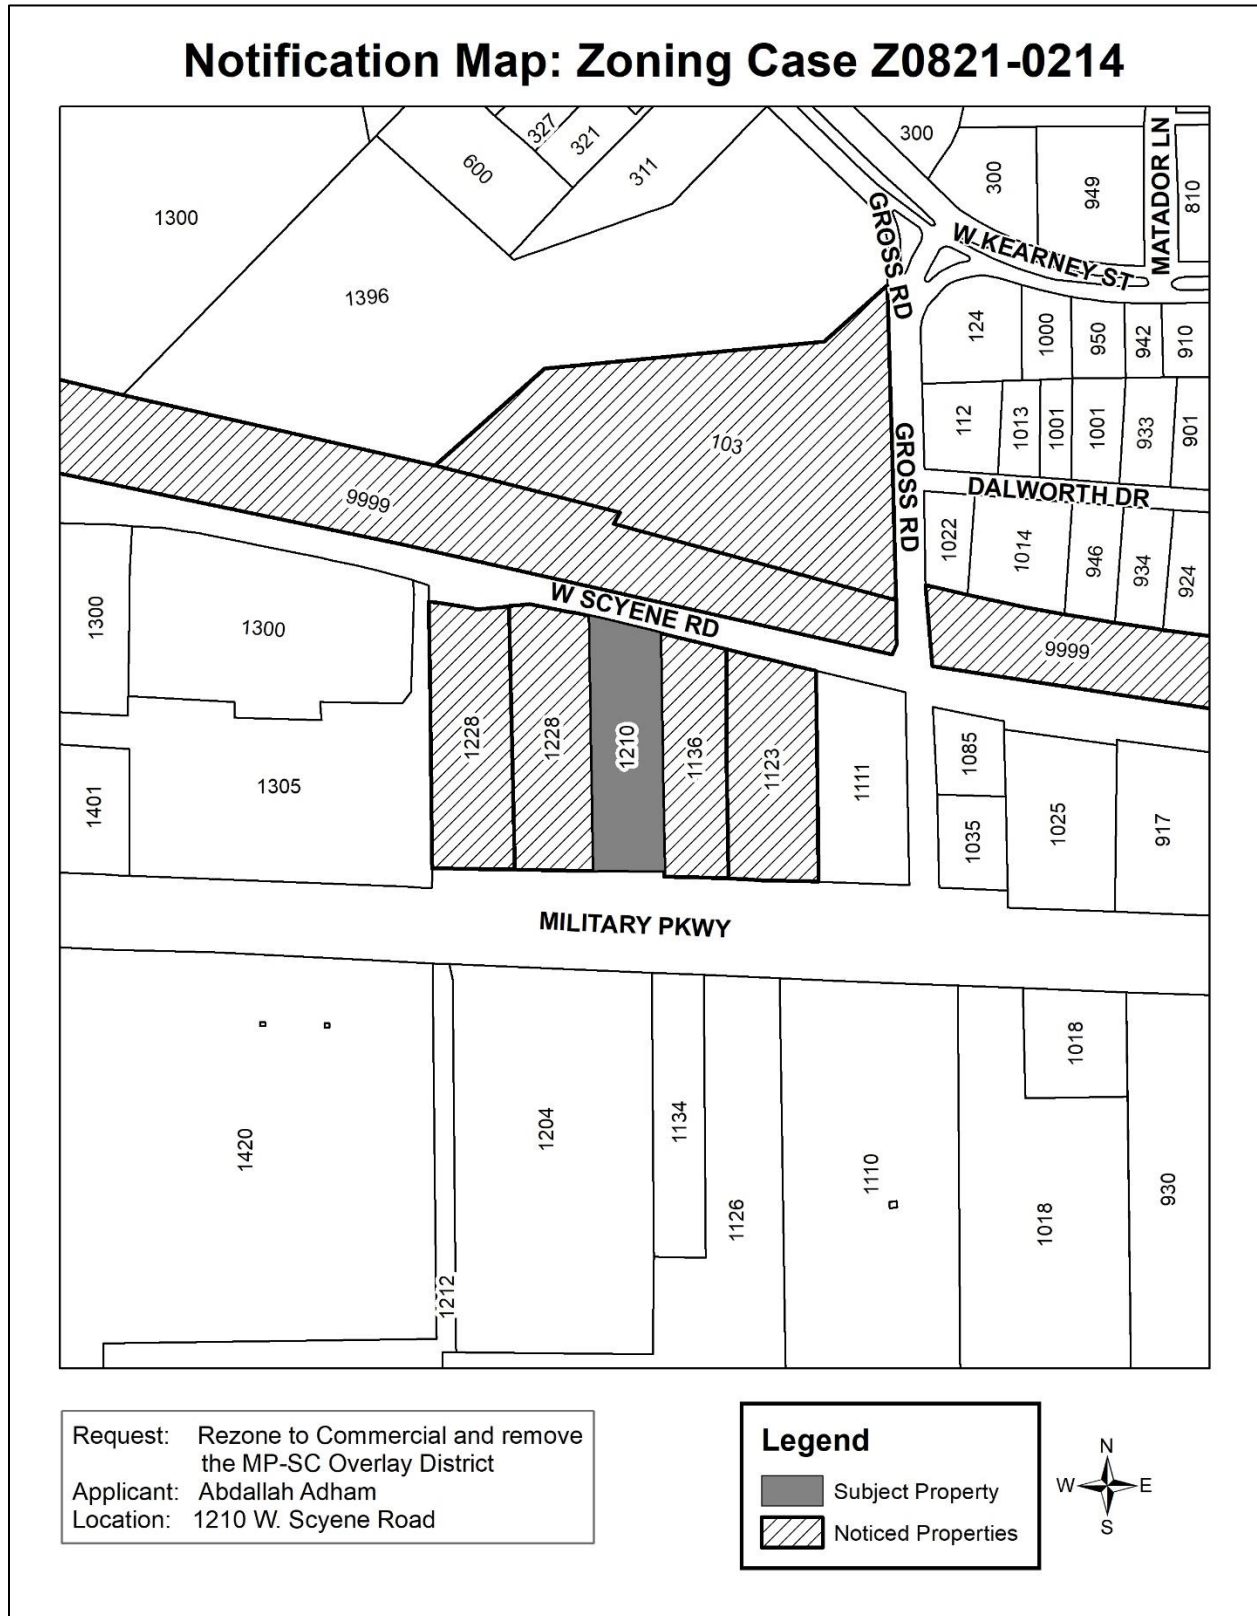 Notification Map: Zoning Case Z0821-0214
327
321
300
600
311
300
949
MATADOR LN
810
1300
GROSS RD
W KEARNEY ST
1396
124
1000
950
942
910
112
1013
1001
1001
933
901
103
GROSS RD
DALWORTH DR
9999
1022
1014
946
934
924
W SCYENE RD
1300
1300
9999
1228
1228
1210
1136
1123
1111
1085
1401
1305
1035
1025
917
MILITARY PKWY
1018
1420
1204
1134
1110
930
1126
1018
1212
Request: Rezone to Commercial and remove
the MP-SC Overlay District
Applicant: Abdallah Adham
Location: 1210 W. Scyene Road
Legend
Subject Property
Noticed Properties
N
W E
S